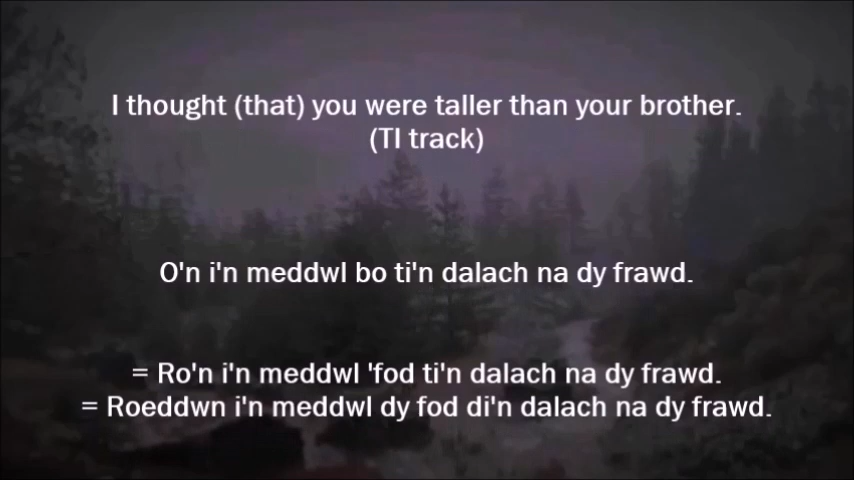 I thought (that) you were taller than your brother.
(TI track)
O'n i'n meddwl bo ti'n dalach na dy frawd.
= Ro'n i'n meddwl 'fod ti'n dalach na dy frawd.
= Roeddwn i'n meddwl dy fod di'n dalach na dy frawd.